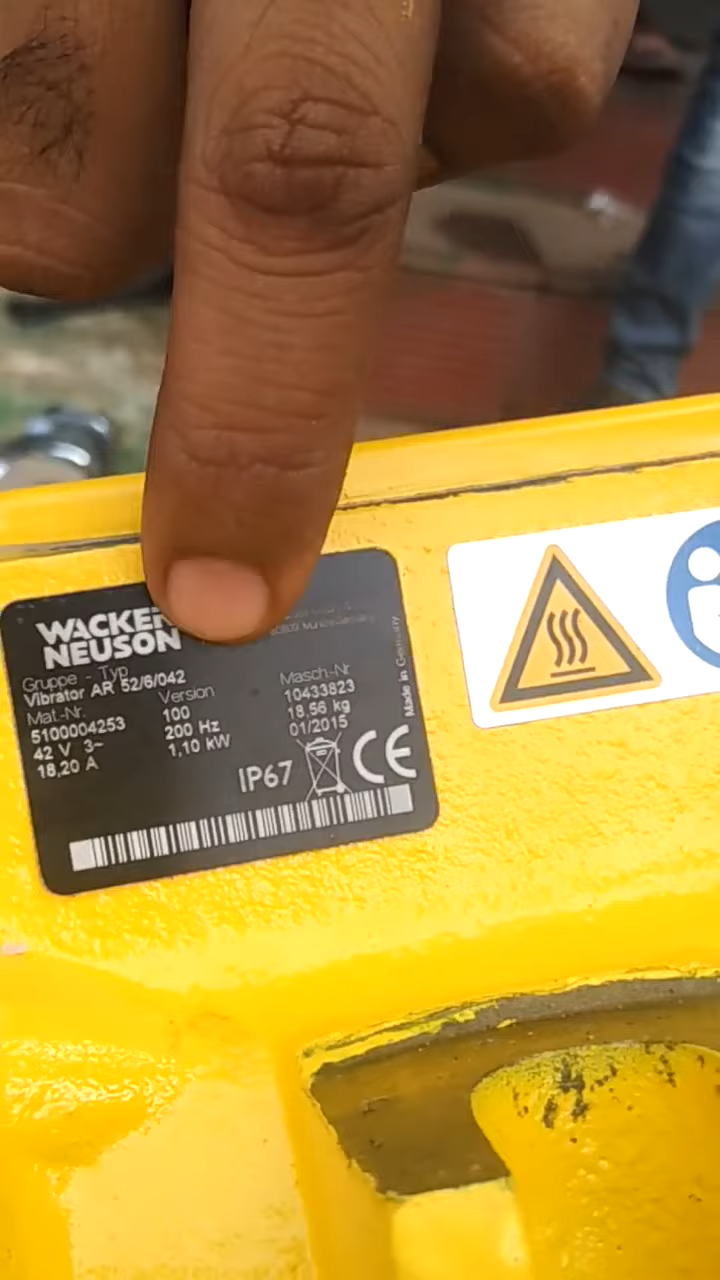 WACKER
NEUSON
Gruppe - Typ
Vibrator AR 52/6/042
Mat.-Nr. Version Masch-Nr
5100004253 100 10433823
42 V 3~ 200 Hz 18,56 kg
18,20 A 1,10 kW 01/2015
IP67 CE
Made in Germany